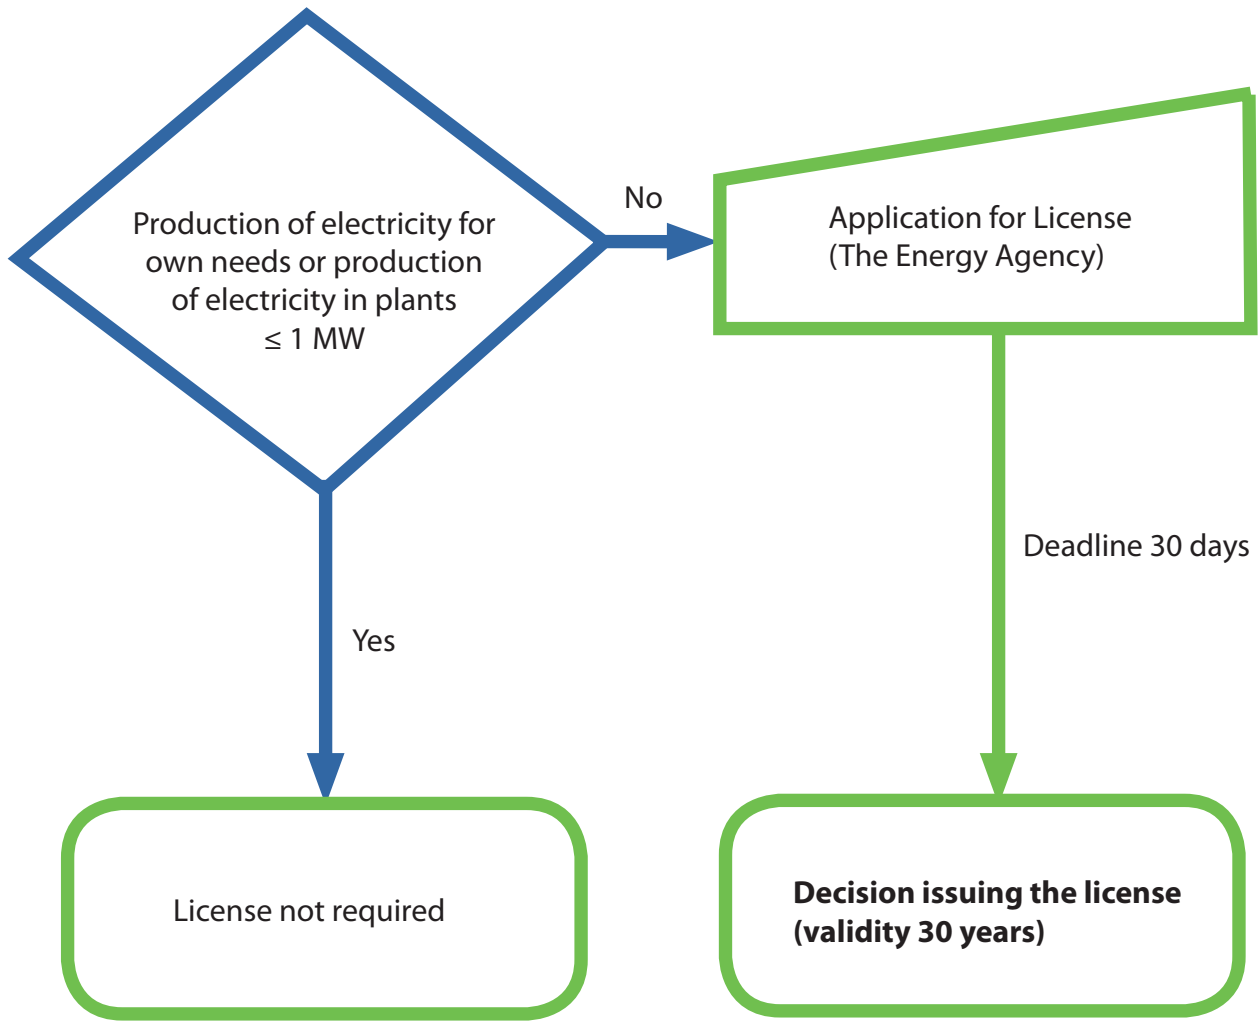 Production of electricity for
own needs or production
of electricity in plants
≤ 1 MW
No
Application for License
(The Energy Agency)
Deadline 30 days
Yes
License not required
Decision issuing the license
(validity 30 years)